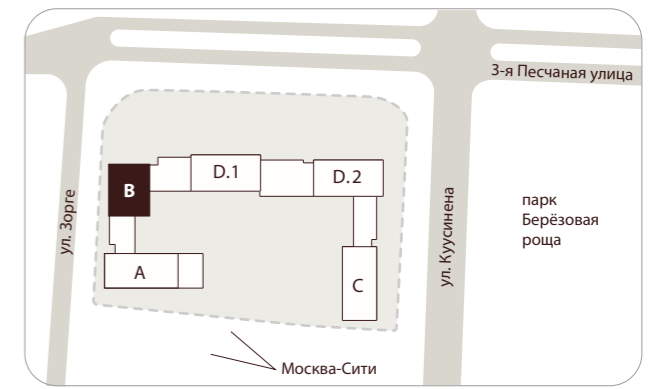 3-я Песчаная улица
D.1
D.2
B
ул. Зорге
ул. Куусинена
парк
Берёзовая
роща
A
C
Москва-Сити